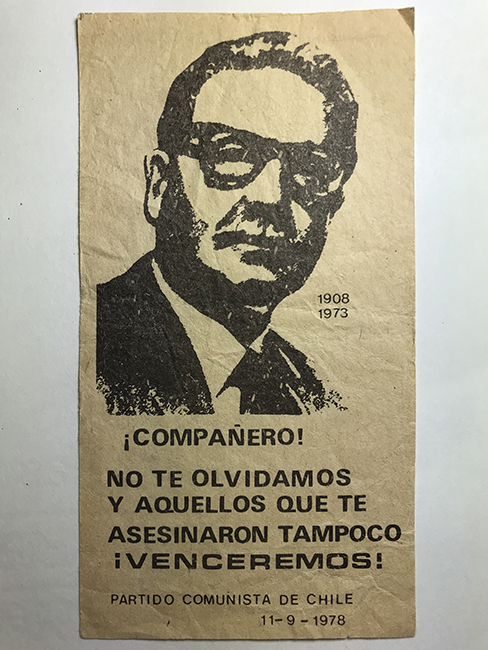 1908
1973
¡COMPAÑERO!
NO TE OLVIDAMOS
Y AQUELLOS QUE TE
ASESINARON TAMPOCO
¡VENCEREMOS!
PARTIDO COMUNISTA DE CHILE
11-9-1978